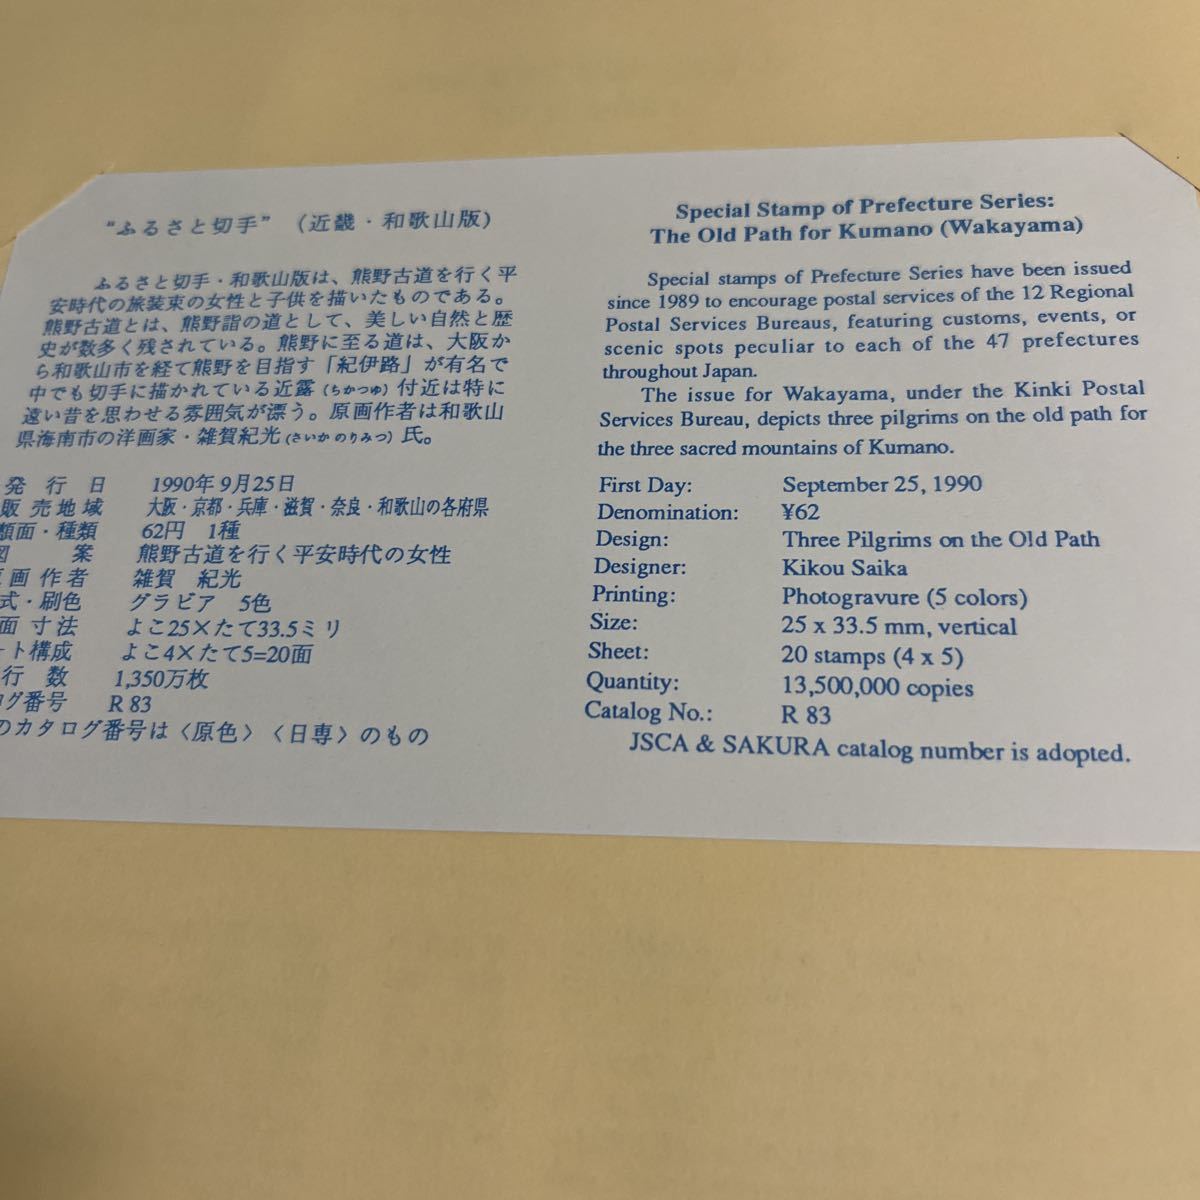 “ふるさと切手” (近畿・和歌山版)
ふるさと切手・和歌山版は、熊野古道を行く平
安時代の旅装束の女性と子供を描いたものである。
熊野古道とは、熊野詣の道として、美しい自然と歴
史が数多く残されている。熊野に至る道は、大阪か
ら和歌山市を経て熊野を目指す「紀伊路」が有名で
中でも切手に描かれている近露(ちかつゆ)付近は特に
遠い昔を思わせる雰囲気が漂う。原画作者は和歌山
県海南市の洋画家・雑賀紀光(さいかのりみつ)氏。
発行日 1990年9月25日
販売地域 大阪・京都・兵庫・滋賀・奈良・和歌山の各府県
類面・種類 62円 1種
案 熊野古道を行く平安時代の女性
画作者 雑賀 紀光
式・刷色 グラビア 5色
面寸法 よこ25×たて33.5ミリ
ート構成 よこ4×たて5=20面
行数 1,350万枚
グ番号 R 83
のカタログ番号は〈原色〉〈日専〉のもの
Special Stamp of Prefecture Series:
The Old Path for Kumano (Wakayama)
Special stamps of Prefecture Series have been issued
since 1989 to encourage postal services of the 12 Regional
Postal Services Bureaus, featuring customs, events, or
scenic spots peculiar to each of the 47 prefectures
throughout Japan.
The issue for Wakayama, under the Kinki Postal
Services Bureau, depicts three pilgrims on the old path for
the three sacred mountains of Kumano.
First Day: September 25, 1990
Denomination: ¥62
Design: Three Pilgrims on the Old Path
Designer: Kikou Saika
Printing: Photogravure (5 colors)
Size: 25 x 33.5 mm, vertical
Sheet: 20 stamps (4 x 5)
Quantity: 13,500,000 copies
Catalog No.: R 83
JSCA & SAKURA catalog number is adopted.